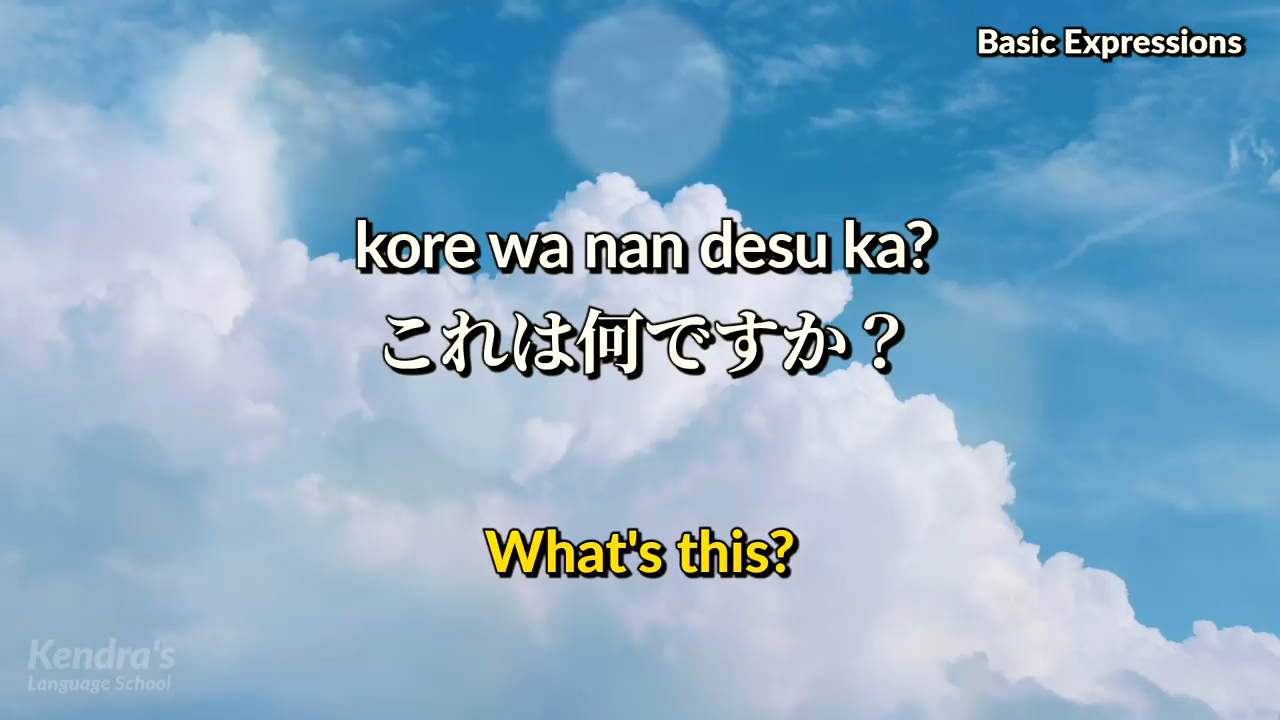 Basic Expressions
kore wa nan desu ka?
これは何ですか？
What's this?
Kendra's
Language School